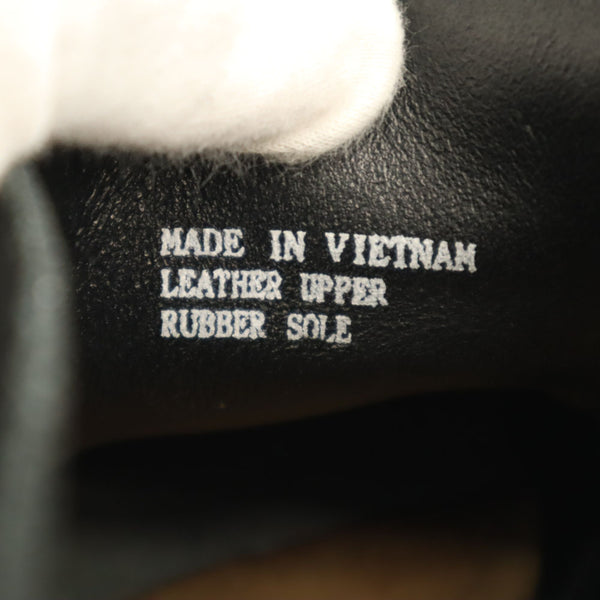 MADE IN VIETNAM
LEATHER UPPER
RUBBER SOLE